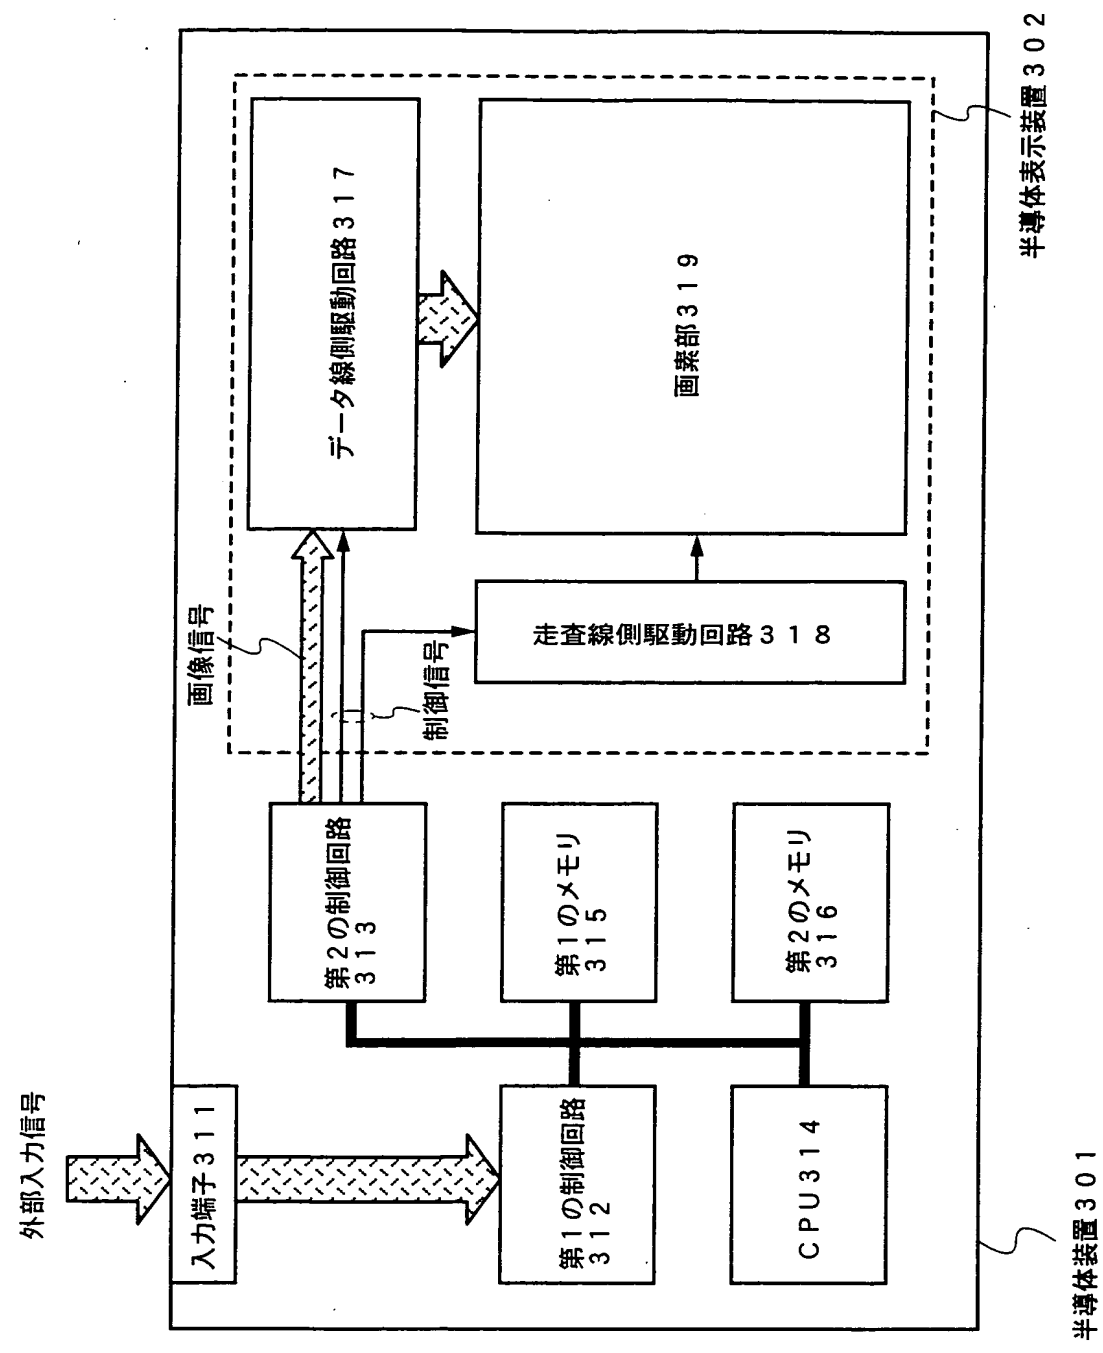 外部入力信号
入力端子３１１
第１の制御回路
３１２
ＣＰＵ３１４
第２の制御回路
３１３
第１のメモリ
３１５
第２のメモリ
３１６
画像信号
制御信号
データ線側駆動回路３１７
走査線側駆動回路３１８
画素部３１９
半導体装置３０１
半導体表示装置３０２